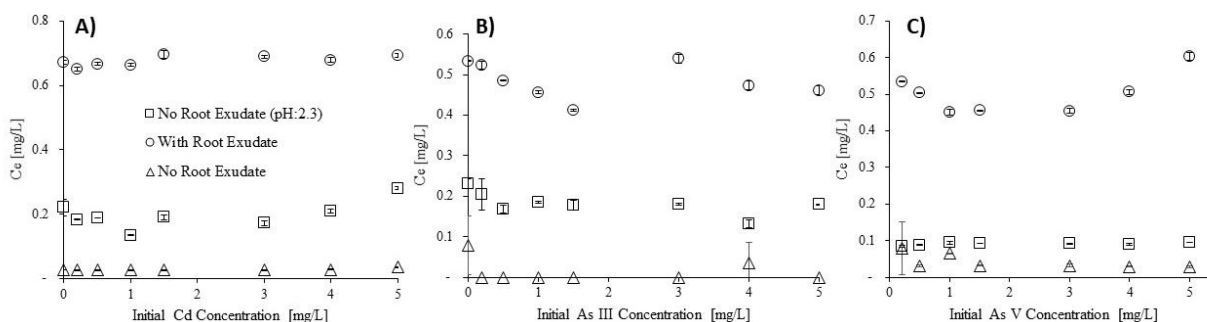 A)
0.8
0.6
0.4
0.2
-
Ce [mg/L]
No Root Exudate (pH:2.3)
With Root Exudate
No Root Exudate
0 1 2 3 4 5
Initial Cd Concentration [mg/L]
B)
0.7
0.6
0.5
0.4
0.3
0.2
0.1
-
Ce [mg/L]
0 1 2 3 4 5
Initial As III Concentration [mg/L]
C)
0.7
0.6
0.5
0.4
0.3
0.2
0.1
-
Ce [mg/L]
0 1 2 3 4 5
Initial As V Concentration [mg/L]